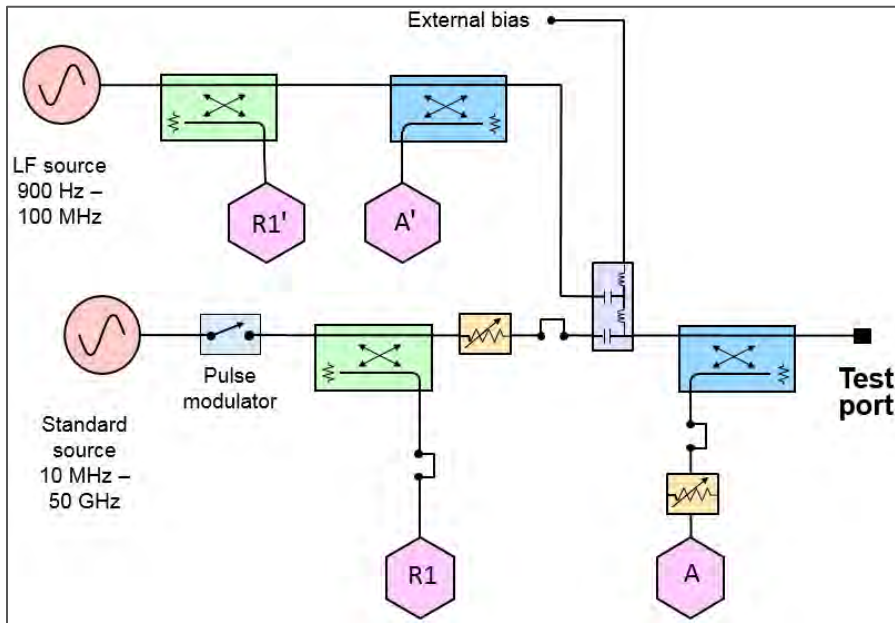 External bias
LF source
900 Hz –
100 MHz
R1'
A'
Pulse
modulator
Test
port
Standard
source
10 MHz –
50 GHz
R1
A